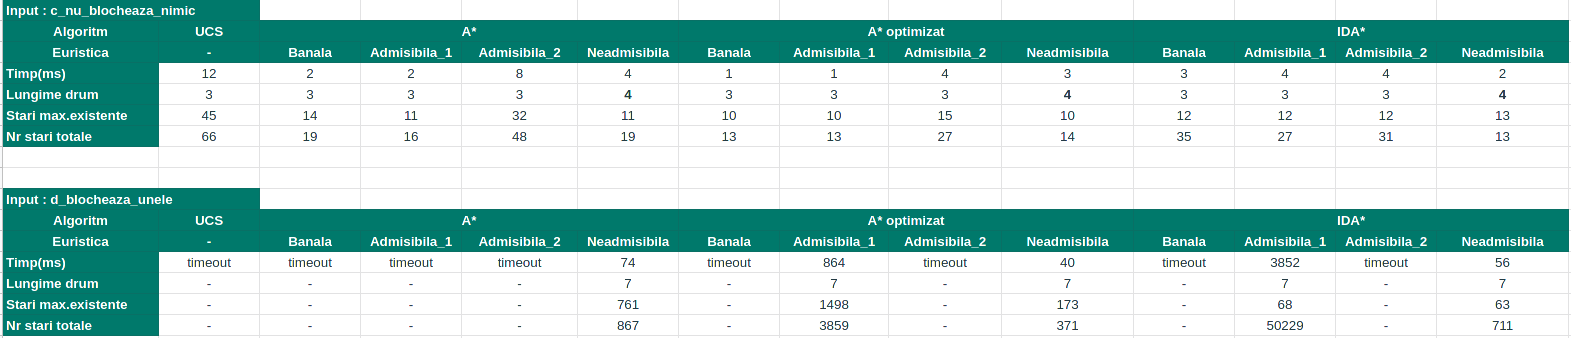 Input : c_nu_blocheaza_nimic
Algoritm UCS A* A* optimizat IDA*
Euristica - Banala Admisibila_1 Admisibila_2 Neadmisibila Banala Admisibila_1 Admisibila_2 Neadmisibila Banala Admisibila_1 Admisibila_2 Neadmisibila
Timp(ms) 12 2 2 8 4 1 1 4 3 3 4 4 2
Lungime drum 3 3 3 3 4 3 3 3 4 3 3 3 4
Stari max.existente 45 14 11 32 11 10 10 15 10 12 12 12 13
Nr stari totale 66 19 16 48 19 13 13 27 14 35 27 31 13
Input : d_blocheaza_unele
Algoritm UCS A* A* optimizat IDA*
Euristica - Banala Admisibila_1 Admisibila_2 Neadmisibila Banala Admisibila_1 Admisibila_2 Neadmisibila Banala Admisibila_1 Admisibila_2 Neadmisibila
Timp(ms) timeout timeout timeout timeout 74 timeout 864 timeout 40 timeout 3852 timeout 56
Lungime drum - - - - 7 - 7 - 7 - 7 - 7
Stari max.existente - - - - 761 - 1498 - 173 - 68 - 63
Nr stari totale - - - - 867 - 3859 - 371 - 50229 - 711